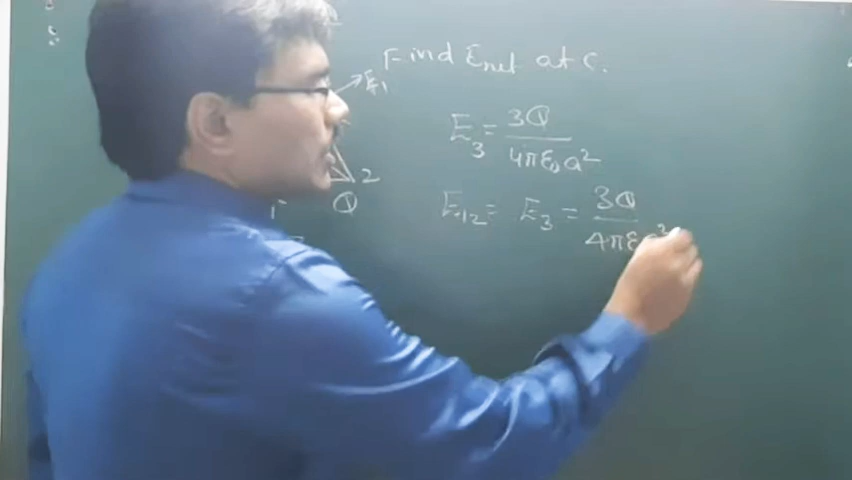 Find Enet at C.
E₁
E₃ = 3Q / 4πε₀a²
2
Q
E₁₂ = E₃ = 3Q / 4πε₀a²